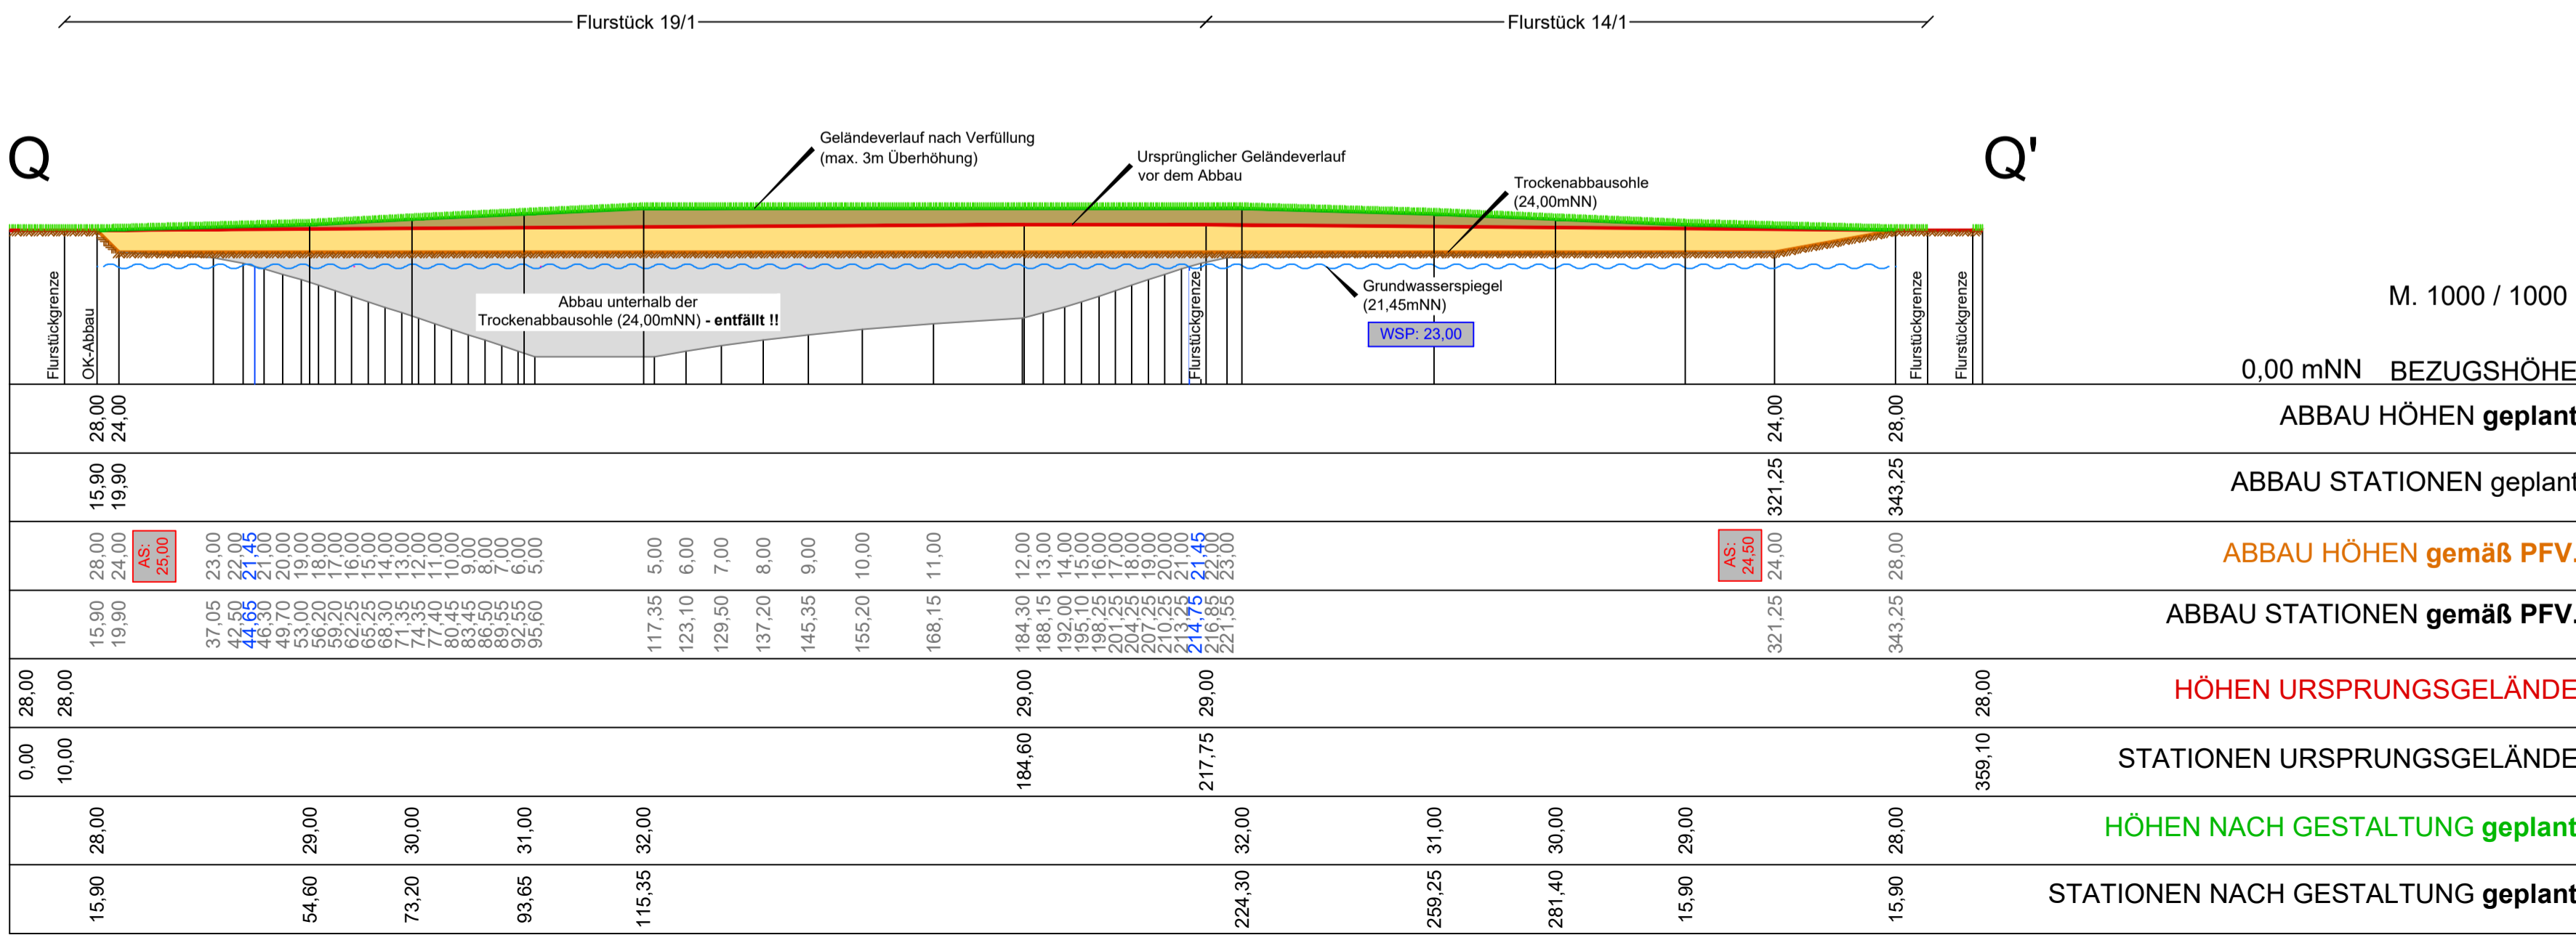 Flurstück 19/1
Flurstück 14/1
Q
Q'
Geländeverlauf nach Verfüllung
(max. 3m Überhöhung)
Ursprünglicher Geländeverlauf
vor dem Abbau
Trockenabbausohle
(24,00mNN)
Abbau unterhalb der
Trockenabbausohle (24,00mNN) - entfällt !!
Grundwasserspiegel
(21,45mNN)
WSP: 23,00
Flurstückgrenze
OK-Abbau
Flurstückgrenze
Flurstückgrenze
Flurstückgrenze
M. 1000 / 1000
0,00 mNN BEZUGSHÖHE
28,00 24,00 24,00 28,00 ABBAU HÖHEN geplant
15,90 19,90 321,25 343,25 ABBAU STATIONEN geplant
28,00 24,00 AS: 25,00 23,00 22,00 21,45 21,00 20,00 19,00 18,00 17,00 16,00 15,00 14,00 13,00 12,00 11,00 10,00 9,00 8,00 7,00 6,00 5,00 5,00 6,00 7,00 8,00 9,00 10,00 11,00 12,00 13,00 14,00 15,00 16,00 17,00 18,00 19,00 20,00 21,00 21,45 22,00 23,00 AS: 24,50 24,00 28,00 ABBAU HÖHEN gemäß PFV.
15,90 19,90 37,05 42,50 44,65 46,30 49,70 53,00 56,20 59,20 62,25 65,25 68,30 71,35 74,35 77,40 80,45 83,45 86,50 89,55 92,55 95,60 117,35 123,10 129,50 137,20 145,35 155,20 168,15 184,30 188,15 192,00 195,10 198,25 201,25 204,25 207,25 210,25 213,25 214,75 216,85 221,55 321,25 343,25 ABBAU STATIONEN gemäß PFV.
28,00 28,00 29,00 29,00 28,00 HÖHEN URSPRUNGSGELÄNDE
0,00 10,00 184,60 217,75 359,10 STATIONEN URSPRUNGSGELÄNDE
28,00 29,00 30,00 31,00 32,00 32,00 31,00 30,00 29,00 28,00 HÖHEN NACH GESTALTUNG geplant
15,90 54,60 73,20 93,65 115,35 224,30 259,25 281,40 15,90 15,90 STATIONEN NACH GESTALTUNG geplant